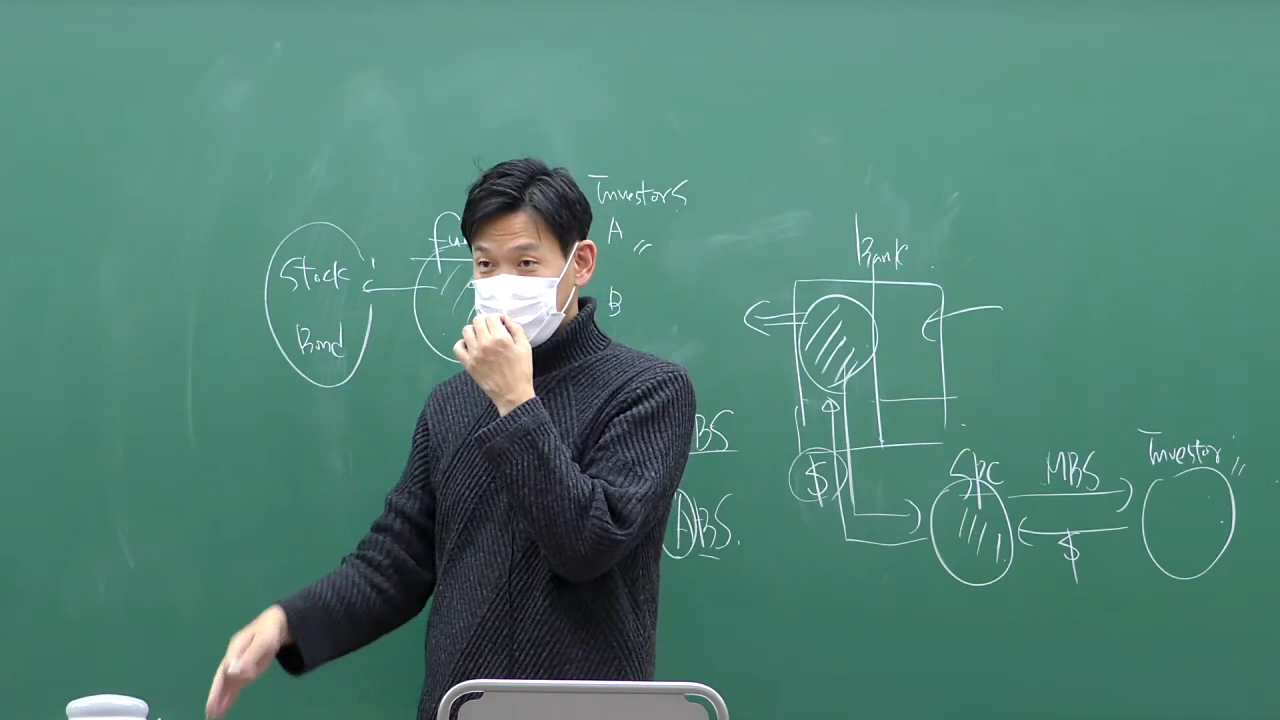 Investors
A
B
Stock
Bond
fu
Bank
$
BS
ABS.
SPC
MBS
$
Investor